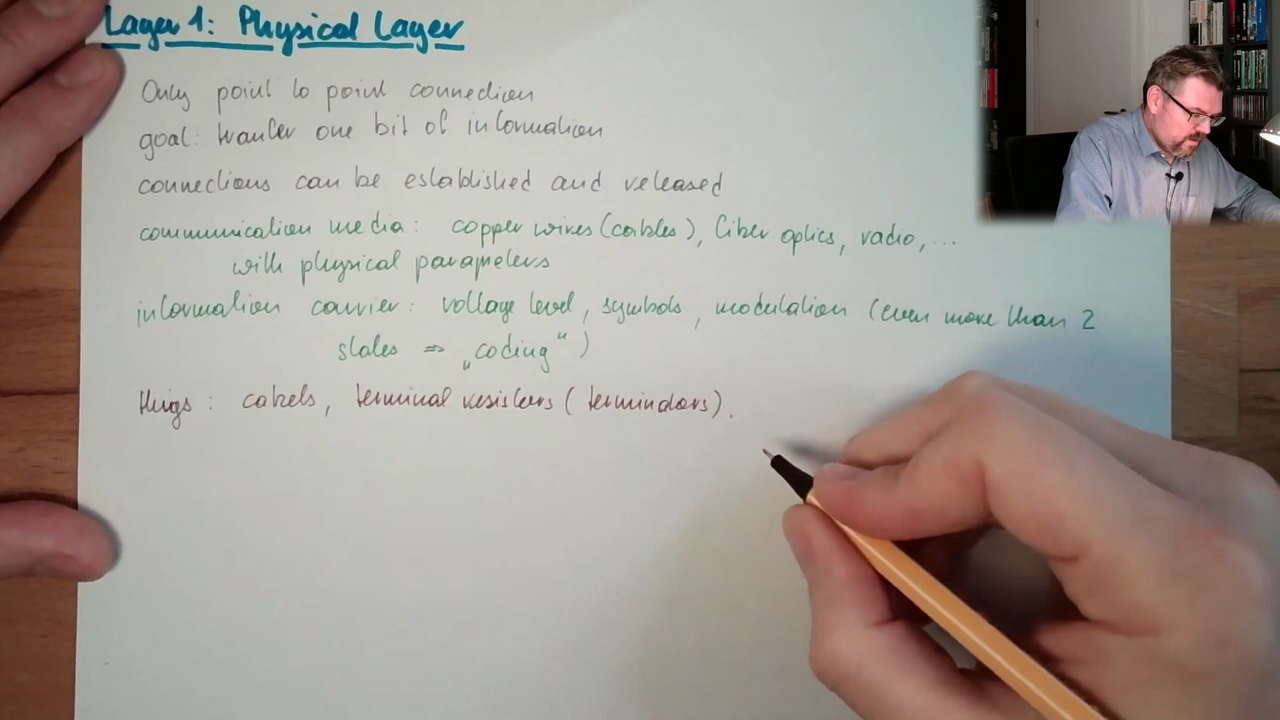 Layer 1: Physical Layer
Only point to point connection
goal: tranfer one bit of information
connections can be established and released
communication media: copper wires (cables), fiber optics, radio, ...
with physical parameters
information carrier: voltage level, symbols, modulation (even more than 2
states ⇒ „coding“)
things: cabels, terminal resisters (terminators),